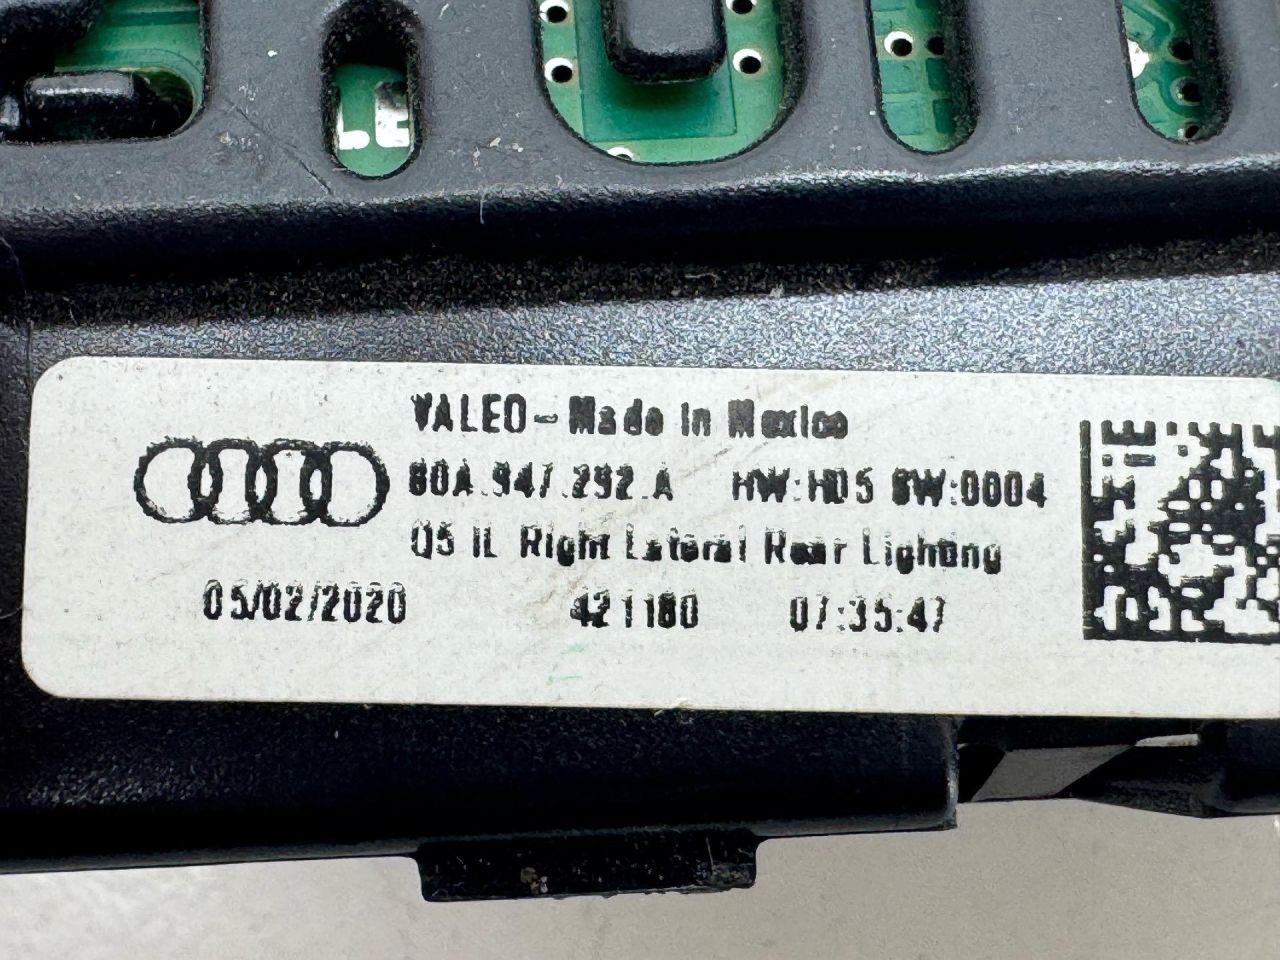 LE
VALEO - Made in Mexico
80A.947.292.A HW:H05 SW:0004
Q5 IL Right Lateral Rear Lighting
05/02/2020 421180 07:35:47